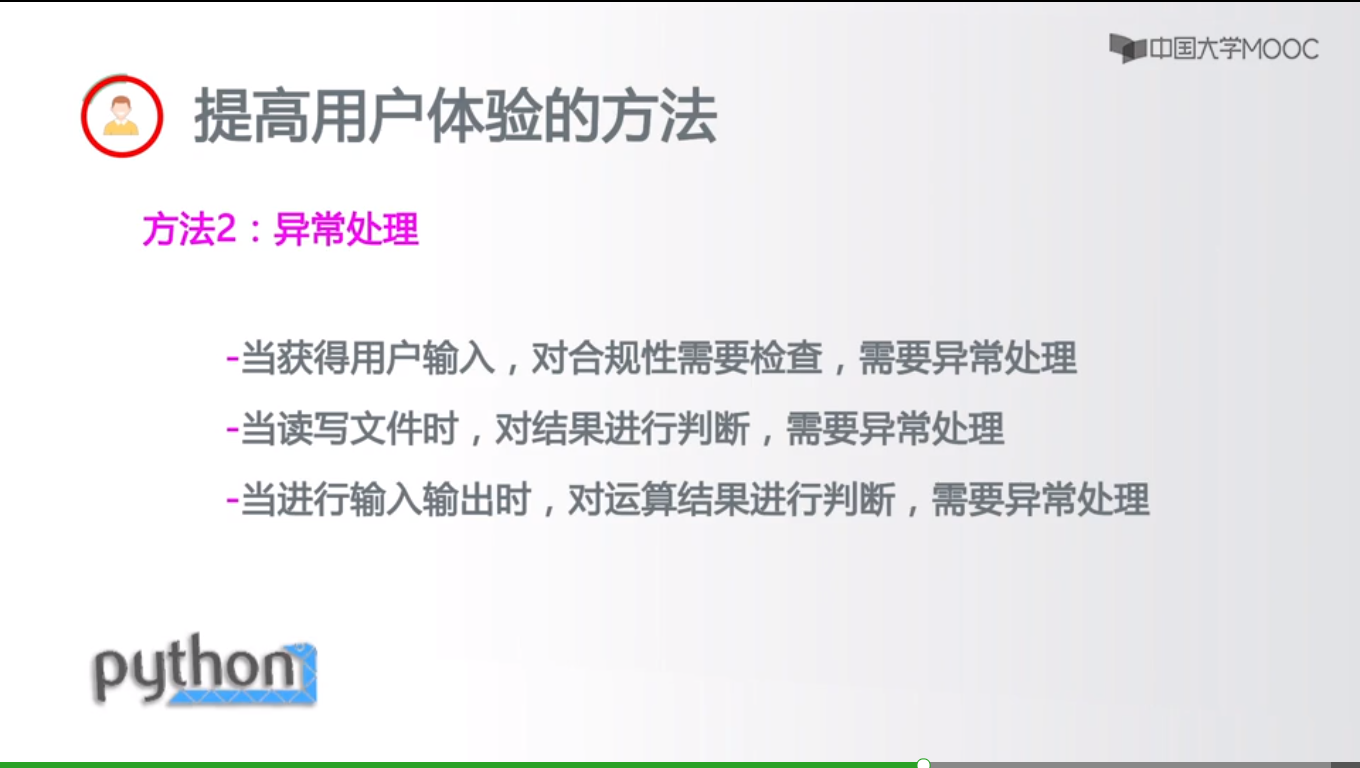 中国大学MOOC
提高用户体验的方法
方法2：异常处理
-当获得用户输入，对合规性需要检查，需要异常处理
-当读写文件时，对结果进行判断，需要异常处理
-当进行输入输出时，对运算结果进行判断，需要异常处理
python